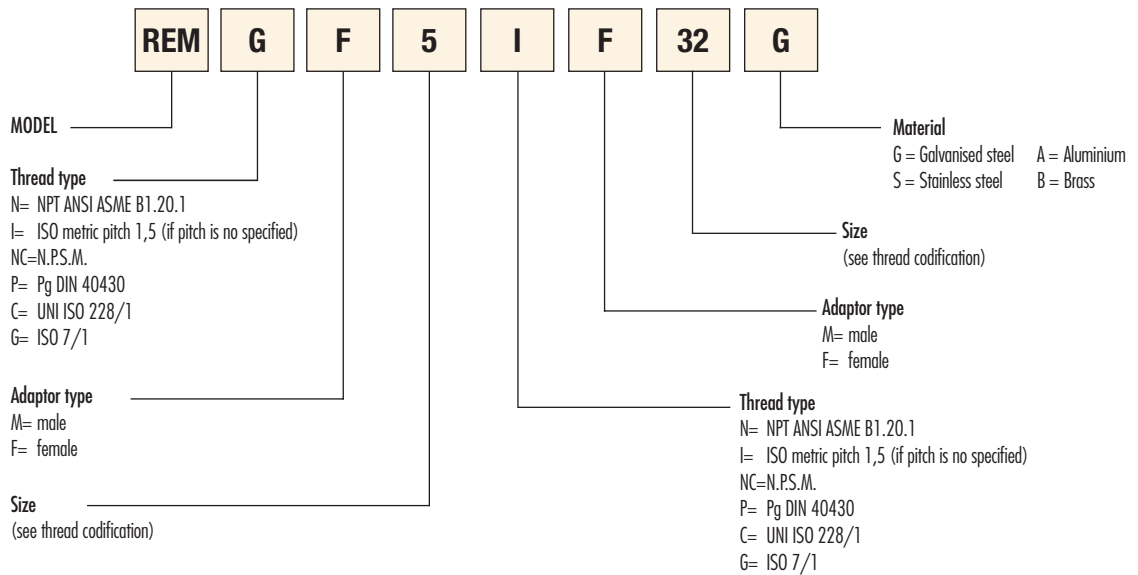 REM G F 5 I F 32 G
MODEL
Thread type
N= NPT ANSI ASME B1.20.1
I= ISO metric pitch 1,5 (if pitch is no specified)
NC=N.P.S.M.
P= Pg DIN 40430
C= UNI ISO 228/1
G= ISO 7/1
Adaptor type
M= male
F= female
Size
(see thread codification)
Material
G = Galvanised steel A = Aluminium
S = Stainless steel B = Brass
Size
(see thread codification)
Adaptor type
M= male
F= female
Thread type
N= NPT ANSI ASME B1.20.1
I= ISO metric pitch 1,5 (if pitch is no specified)
NC=N.P.S.M.
P= Pg DIN 40430
C= UNI ISO 228/1
G= ISO 7/1